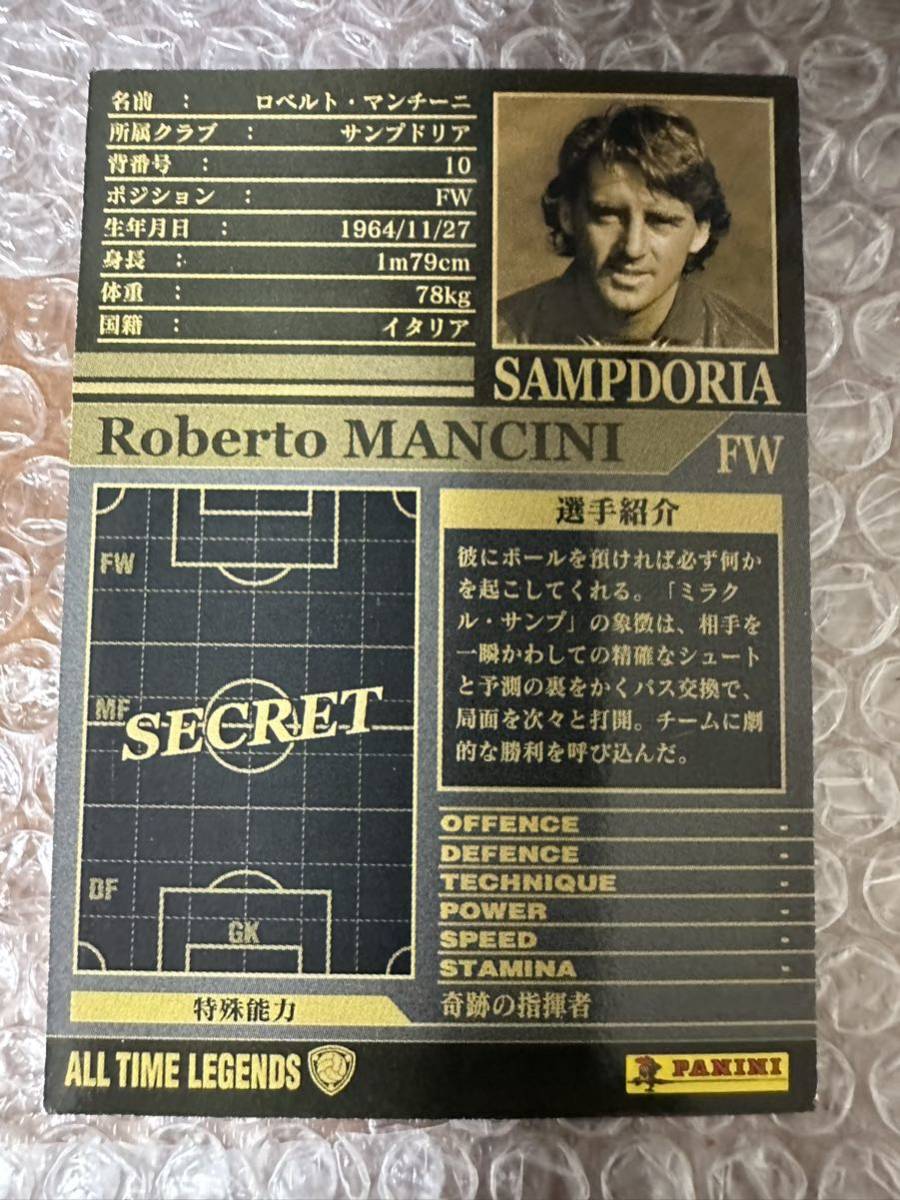 名前 : ロベルト・マンチーニ
所属クラブ : サンプドリア
背番号 : 10
ポジション : FW
生年月日 : 1964/11/27
身長 : 1m79cm
体重 : 78kg
国籍 : イタリア
SAMPDORIA
Roberto MANCINI
FW
FW
MF
SECRET
DF
GK
選手紹介
彼にボールを預ければ必ず何か
を起こしてくれる。「ミラク
ル・サンプ」の象徴は、相手を
一瞬かわしての精確なシュート
と予測の裏をかくパス交換で、
局面を次々と打開。チームに劇
的な勝利を呼び込んだ。
OFFENCE -
DEFENCE -
TECHNIQUE -
POWER -
SPEED -
STAMINA -
特殊能力
奇跡の指揮者
ALL TIME LEGENDS
PANINI